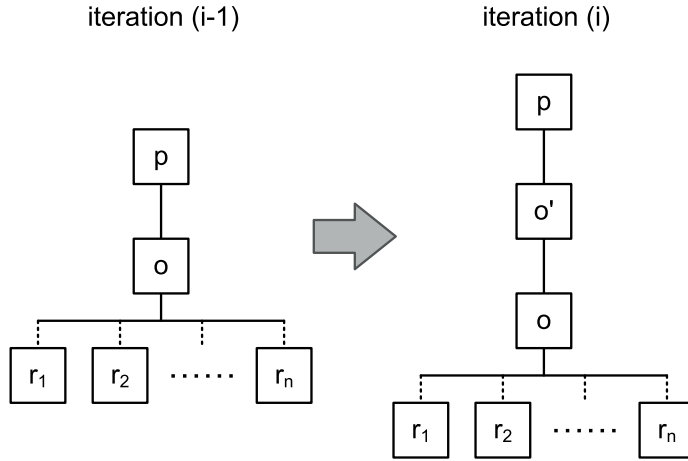 iteration (i-1)
iteration (i)
p
o
r₁ r₂ ...... rₙ
p
o'
o
r₁ r₂ ...... rₙ